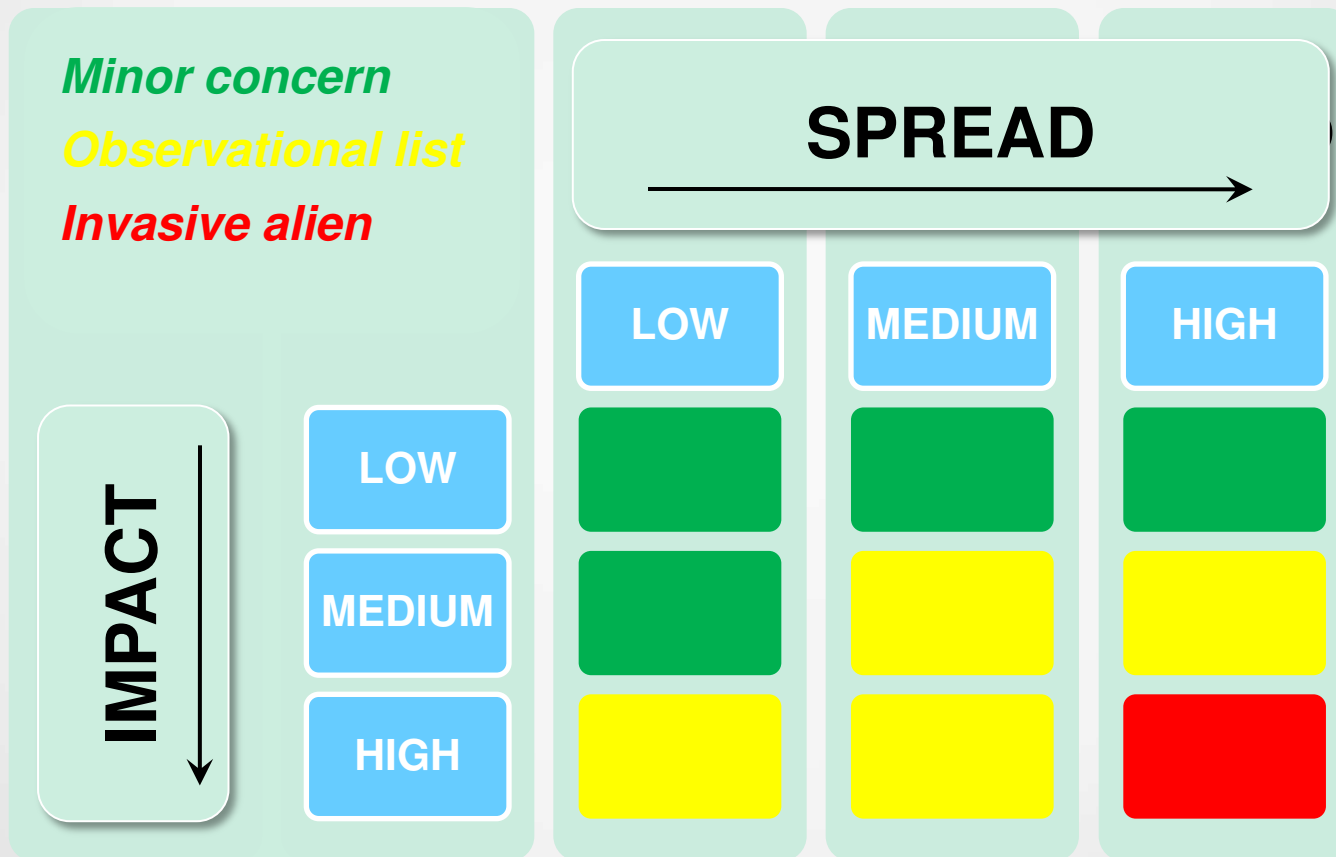 Minor concern
Observational list
Invasive alien
SPREAD
LOW
MEDIUM
HIGH
IMPACT
LOW
MEDIUM
HIGH